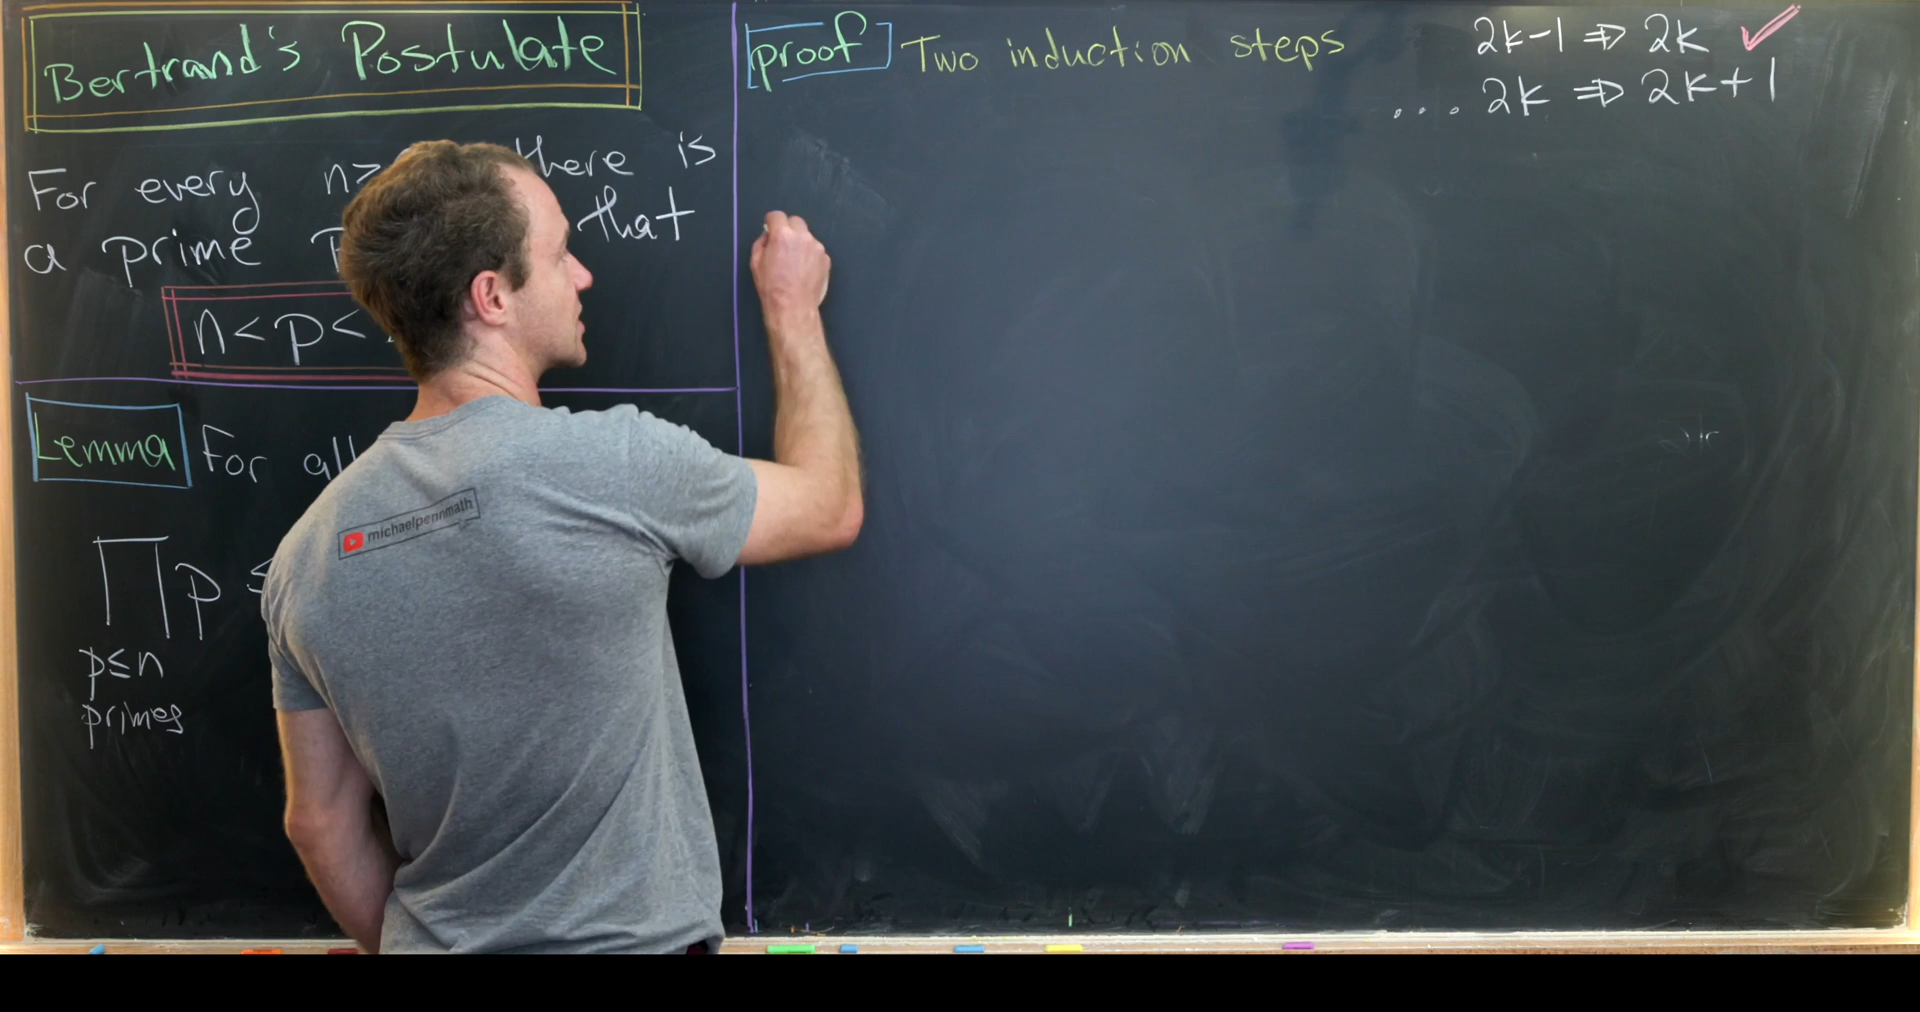 Bertrand's Postulate
For every n> there is
a prime that
n<p<
Lemma For all
∏ p ≤
p≤n
primes
proof Two induction steps
2k-1 ⇒ 2k ✓
... 2k ⇒ 2k+1
michaelpennmath